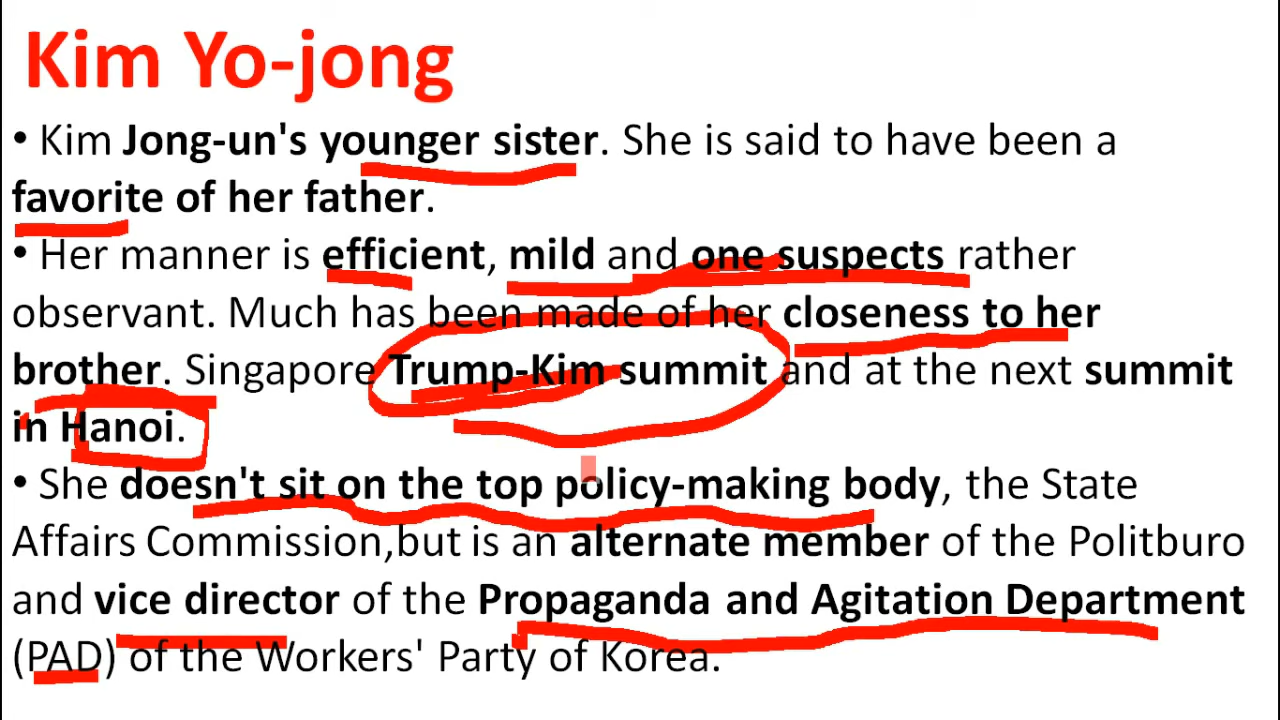 Kim Yo-jong
• Kim Jong-un's younger sister. She is said to have been a
favorite of her father.
• Her manner is efficient, mild and one suspects rather
observant. Much has been made of her closeness to her
brother. Singapore Trump-Kim summit and at the next summit
in Hanoi.
• She doesn't sit on the top policy-making body, the State
Affairs Commission,but is an alternate member of the Politburo
and vice director of the Propaganda and Agitation Department
(PAD) of the Workers' Party of Korea.